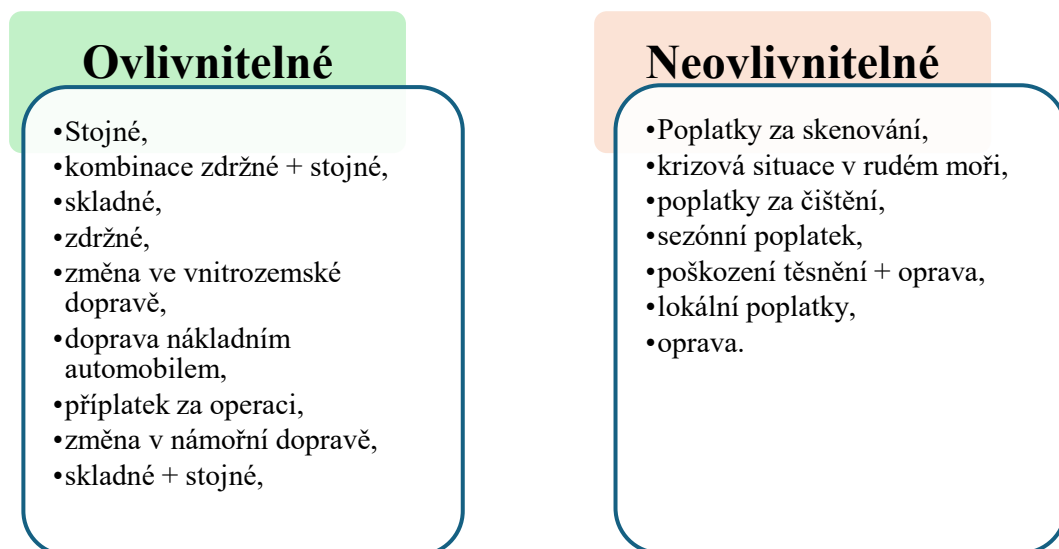 Ovlivnitelné
•Stojné,
•kombinace zdržné + stojné,
•skladné,
•zdržné,
•změna ve vnitrozemské
dopravě,
•doprava nákladním
automobilem,
•příplatek za operaci,
•změna v námořní dopravě,
•skladné + stojné,
Neovlivnitelné
•Poplatky za skenování,
•krizová situace v rudém moři,
•poplatky za čištění,
•sezónní poplatek,
•poškození těsnění + oprava,
•lokální poplatky,
•oprava.